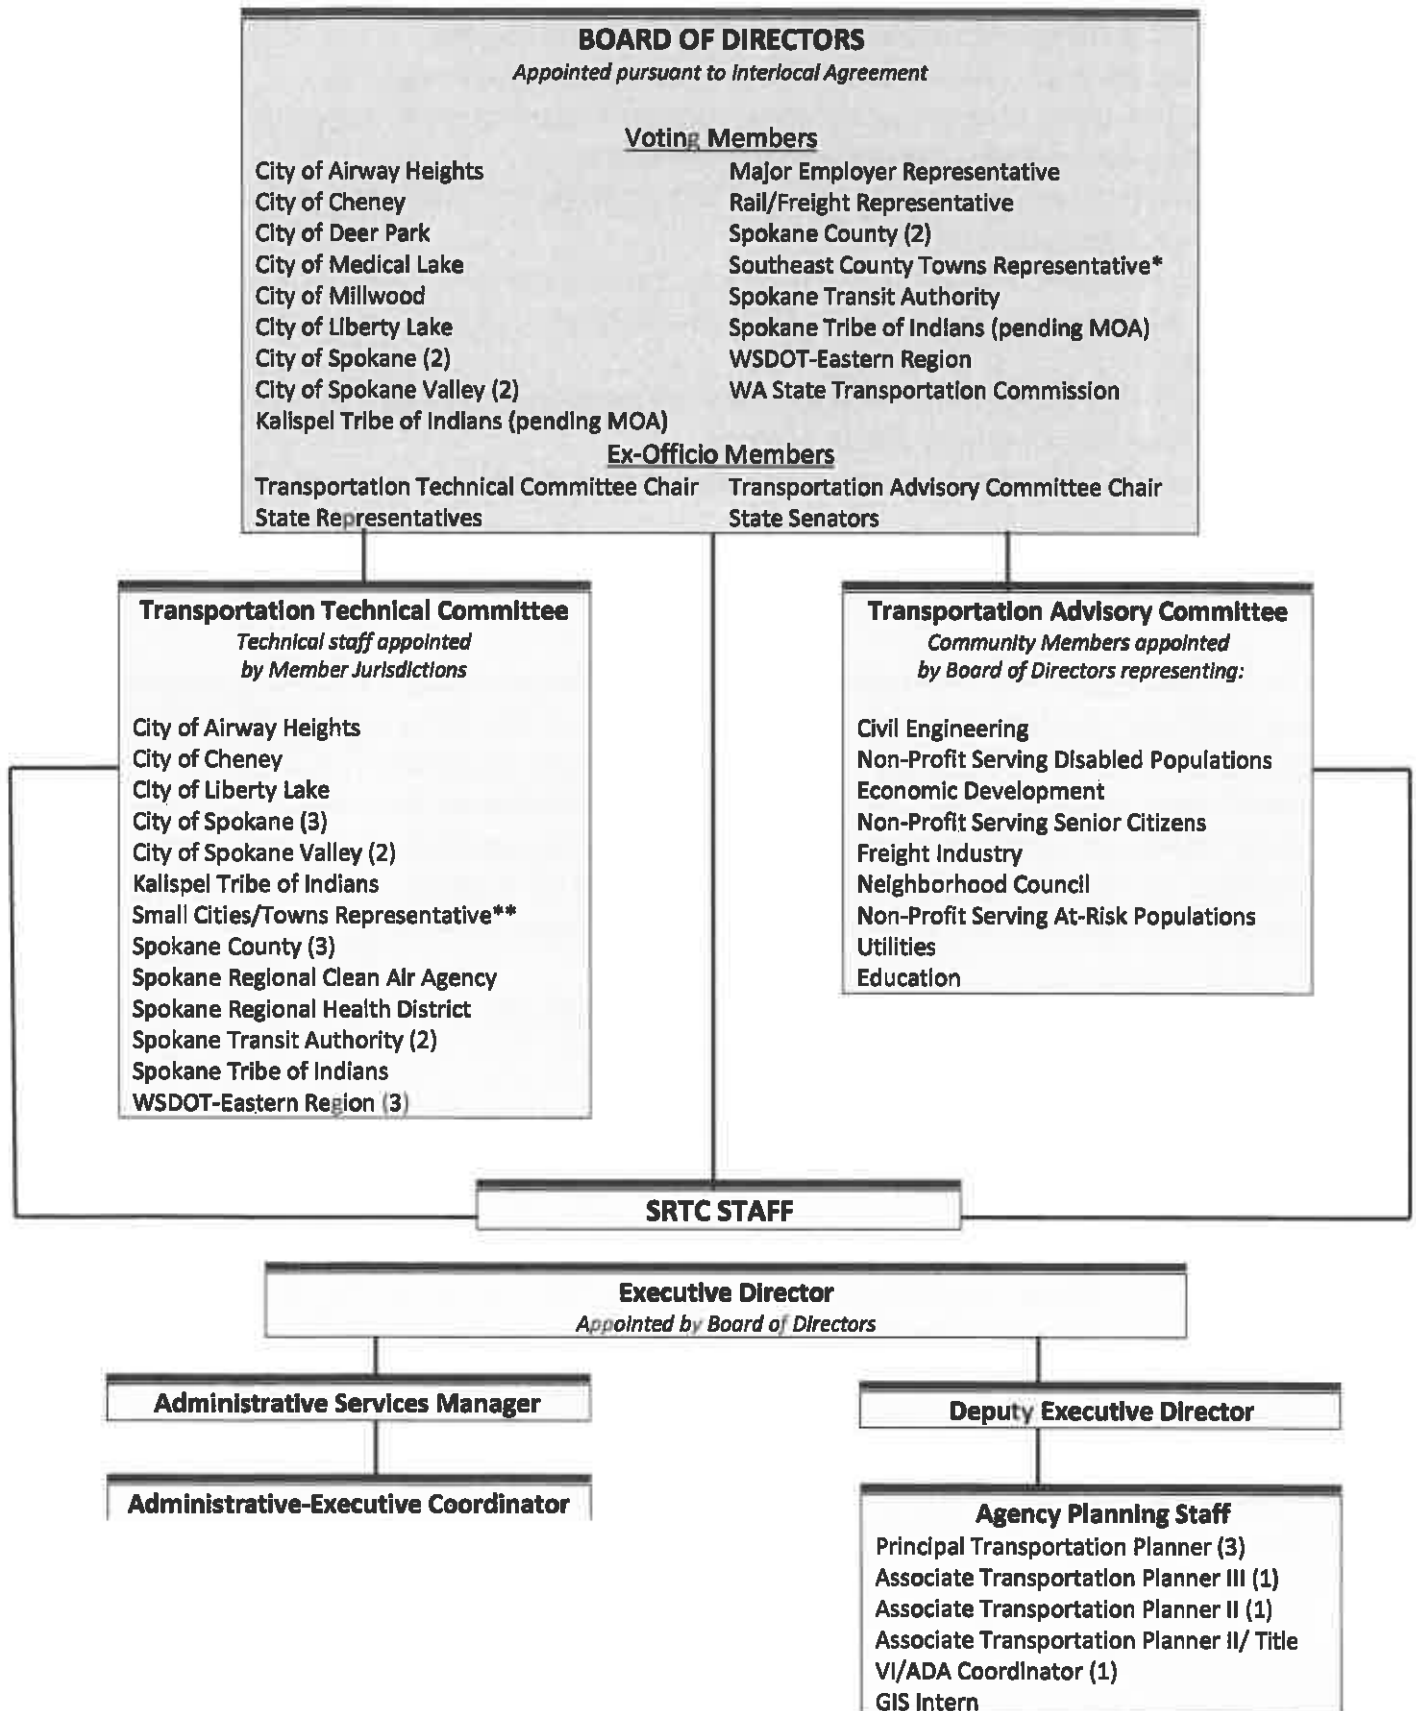 BOARD OF DIRECTORS
Appointed pursuant to Interlocal Agreement
Voting Members
City of Airway Heights
City of Cheney
City of Deer Park
City of Medical Lake
City of Millwood
City of Liberty Lake
City of Spokane (2)
City of Spokane Valley (2)
Kalispel Tribe of Indians (pending MOA)
Major Employer Representative
Rail/Freight Representative
Spokane County (2)
Southeast County Towns Representative*
Spokane Transit Authority
Spokane Tribe of Indians (pending MOA)
WSDOT-Eastern Region
WA State Transportation Commission
Ex-Officio Members
Transportation Technical Committee Chair
State Representatives
Transportation Advisory Committee Chair
State Senators
Transportation Technical Committee
Technical staff appointed
by Member Jurisdictions
City of Airway Heights
City of Cheney
City of Liberty Lake
City of Spokane (3)
City of Spokane Valley (2)
Kalispel Tribe of Indians
Small Cities/Towns Representative**
Spokane County (3)
Spokane Regional Clean Air Agency
Spokane Regional Health District
Spokane Transit Authority (2)
Spokane Tribe of Indians
WSDOT-Eastern Region (3)
Transportation Advisory Committee
Community Members appointed
by Board of Directors representing:
Civil Engineering
Non-Profit Serving Disabled Populations
Economic Development
Non-Profit Serving Senior Citizens
Freight Industry
Neighborhood Council
Non-Profit Serving At-Risk Populations
Utilities
Education
SRTC STAFF
Executive Director
Appointed by Board of Directors
Administrative Services Manager
Administrative-Executive Coordinator
Deputy Executive Director
Agency Planning Staff
Principal Transportation Planner (3)
Associate Transportation Planner III (1)
Associate Transportation Planner II (1)
Associate Transportation Planner II/ Title
VI/ADA Coordinator (1)
GIS Intern